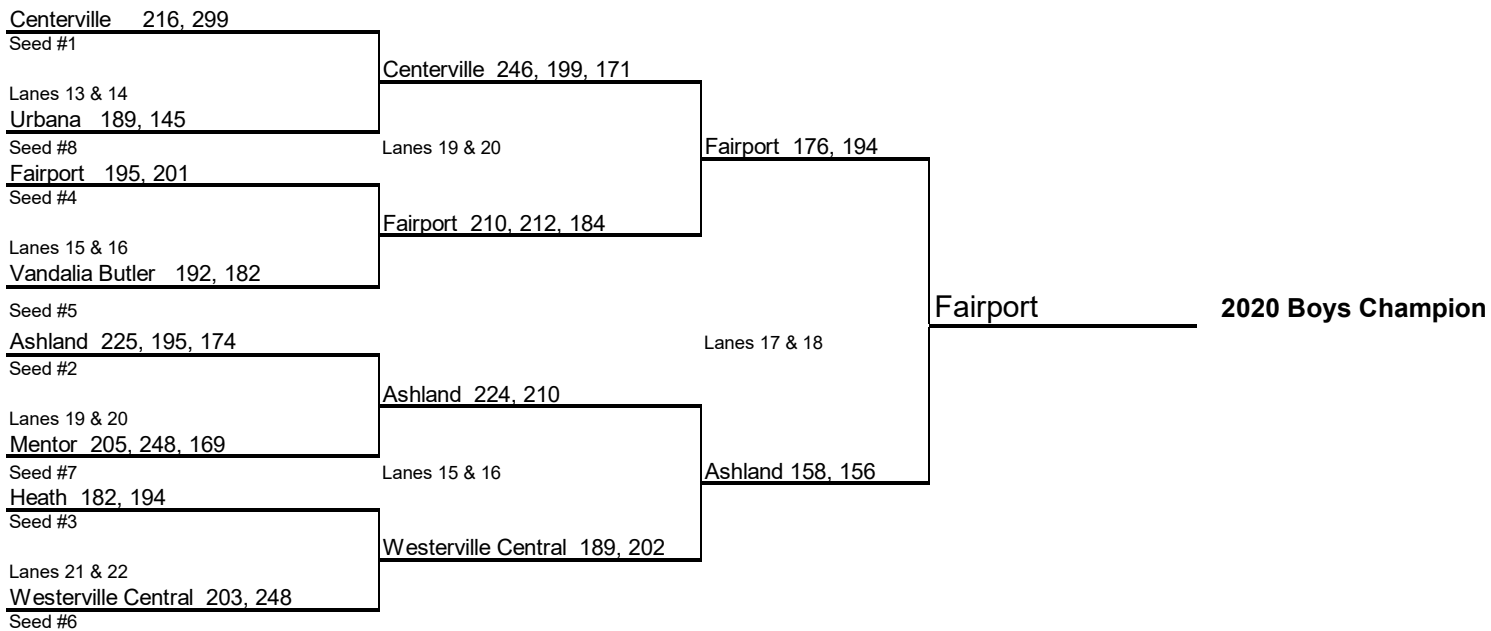 Centerville 216, 299
Seed #1
Lanes 13 & 14
Urbana 189, 145
Seed #8
Fairport 195, 201
Seed #4
Lanes 15 & 16
Vandalia Butler 192, 182
Seed #5
Ashland 225, 195, 174
Seed #2
Lanes 19 & 20
Mentor 205, 248, 169
Seed #7
Heath 182, 194
Seed #3
Lanes 21 & 22
Westerville Central 203, 248
Seed #6
Centerville 246, 199, 171
Lanes 19 & 20
Fairport 210, 212, 184
Ashland 224, 210
Lanes 15 & 16
Westerville Central 189, 202
Fairport 176, 194
Lanes 17 & 18
Ashland 158, 156
Fairport
2020 Boys Champion